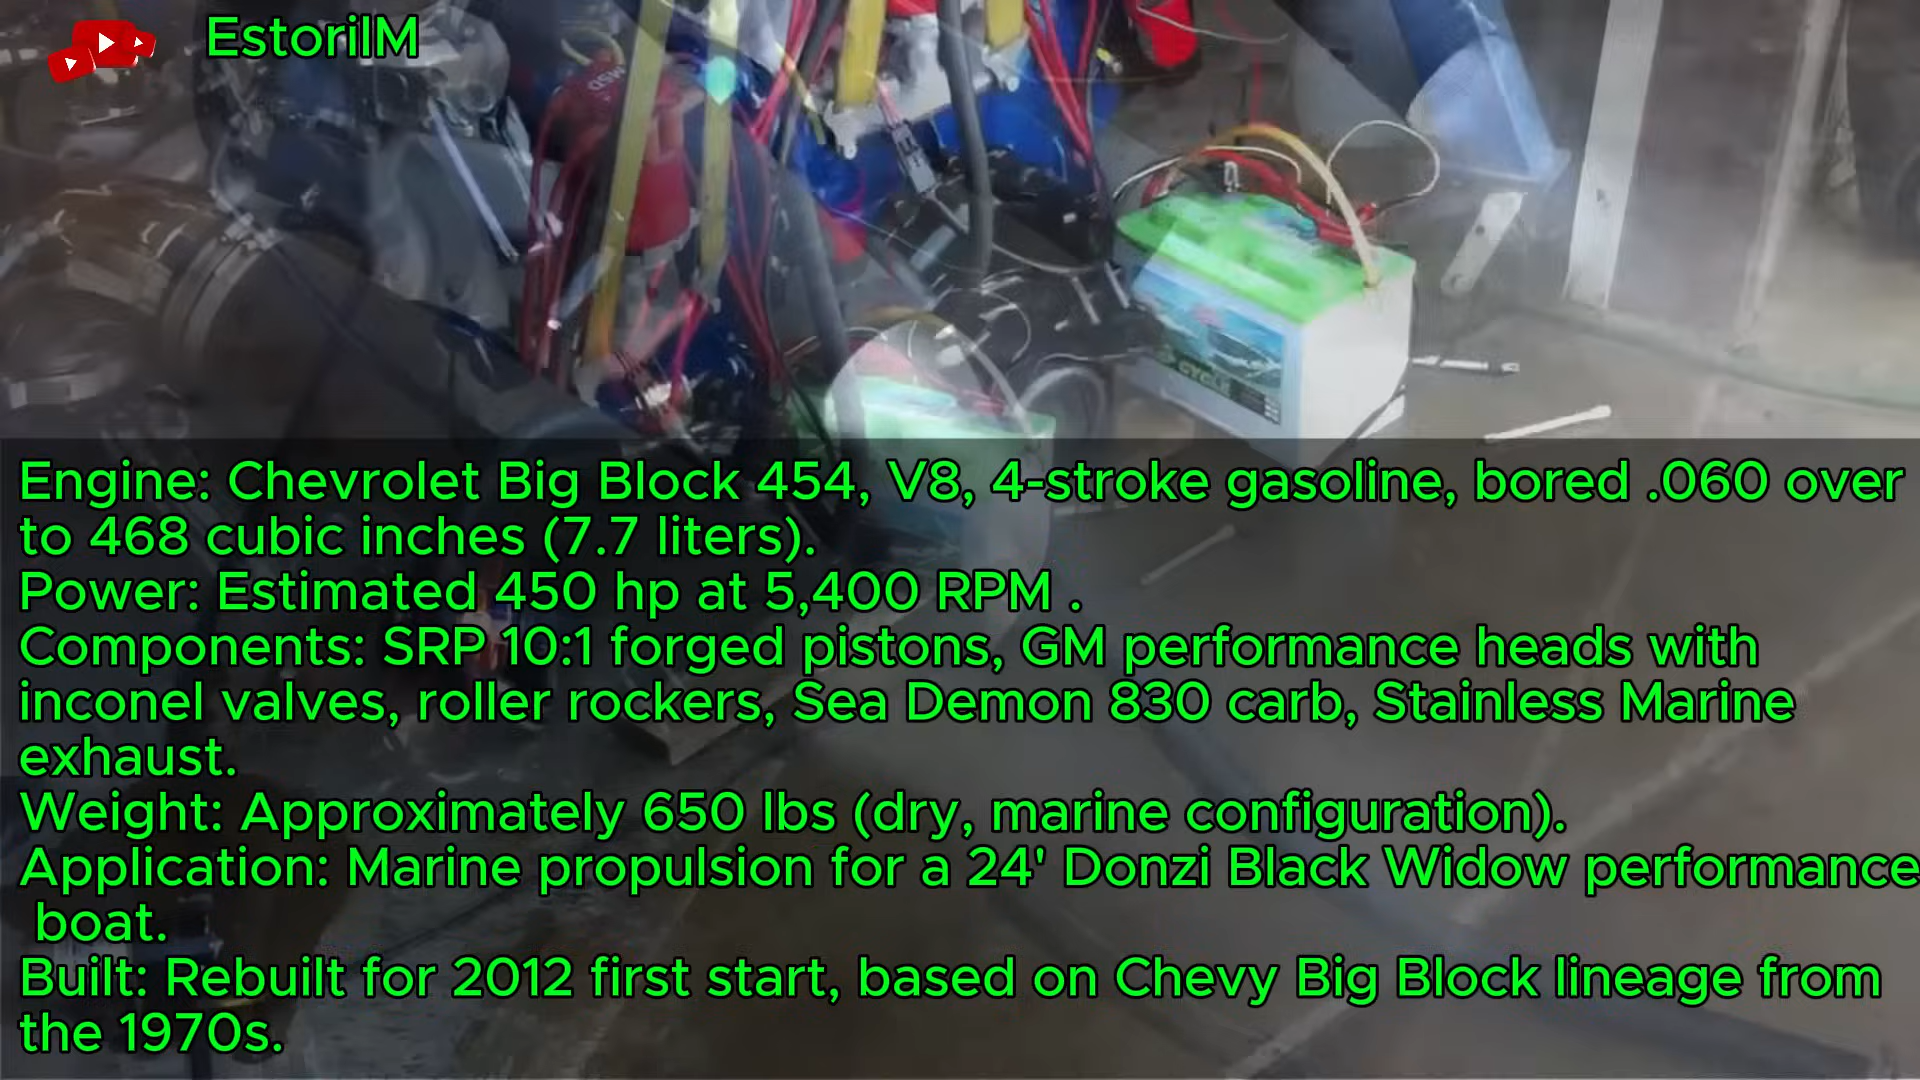 EstorilM
MSD
CYCLE
Engine: Chevrolet Big Block 454, V8, 4-stroke gasoline, bored .060 over
to 468 cubic inches (7.7 liters).
Power: Estimated 450 hp at 5,400 RPM .
Components: SRP 10:1 forged pistons, GM performance heads with
inconel valves, roller rockers, Sea Demon 830 carb, Stainless Marine
exhaust.
Weight: Approximately 650 lbs (dry, marine configuration).
Application: Marine propulsion for a 24' Donzi Black Widow performance
boat.
Built: Rebuilt for 2012 first start, based on Chevy Big Block lineage from
the 1970s.